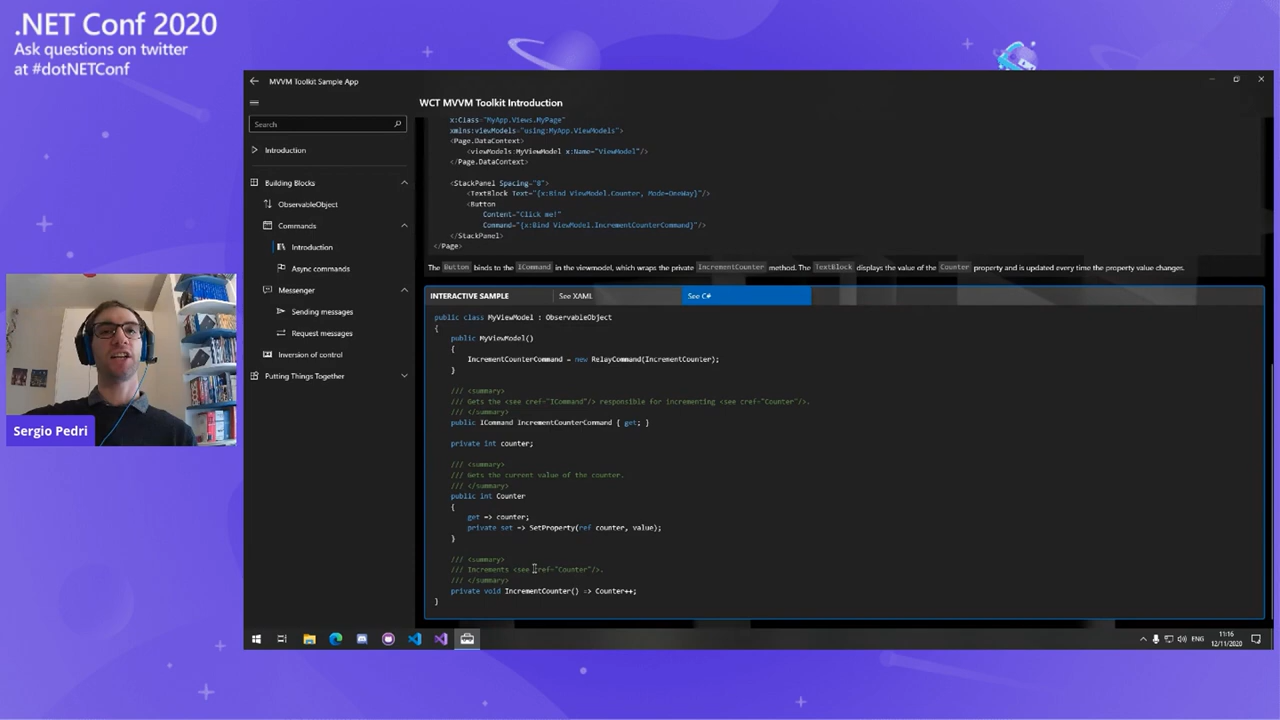 .NET Conf 2020
Ask questions on twitter
at #dotNETConf
MVVM Toolkit Sample App
Search
Introduction
Building Blocks
ObservableObject
Commands
Introduction
Async commands
Messenger
Sending messages
Request messages
Inversion of control
Putting Things Together
WCT MVVM Toolkit Introduction
x:Class="MyApp.Views.MyPage"
xmlns:viewModels="using:MyApp.ViewModels">
<Page.DataContext>
<viewModels:MyViewModel x:Name="ViewModel"/>
</Page.DataContext>
<StackPanel Spacing="8">
<TextBlock Text="{x:Bind ViewModel.Counter, Mode=OneWay}"/>
<Button
Content="Click me!"
Command="{x:Bind ViewModel.IncrementCounterCommand}"/>
</StackPanel>
</Page>
The Button binds to the ICommand in the viewmodel, which wraps the private IncrementCounter method. The TextBlock displays the value of the Counter property and is updated every time the property value changes.
INTERACTIVE SAMPLE See XAML See C#
public class MyViewModel : ObservableObject
{
public MyViewModel()
{
IncrementCounterCommand = new RelayCommand(IncrementCounter);
}
/// <summary>
/// Gets the <see cref="ICommand"/> responsible for incrementing <see cref="Counter"/>.
/// </summary>
public ICommand IncrementCounterCommand { get; }
private int counter;
/// <summary>
/// Gets the current value of the counter.
/// </summary>
public int Counter
{
get => counter;
private set => SetProperty(ref counter, value);
}
/// <summary>
/// Increments <see cref="Counter"/>.
/// </summary>
private void IncrementCounter() => Counter++;
}
Sergio Pedri
ENG
11:16
12/11/2020